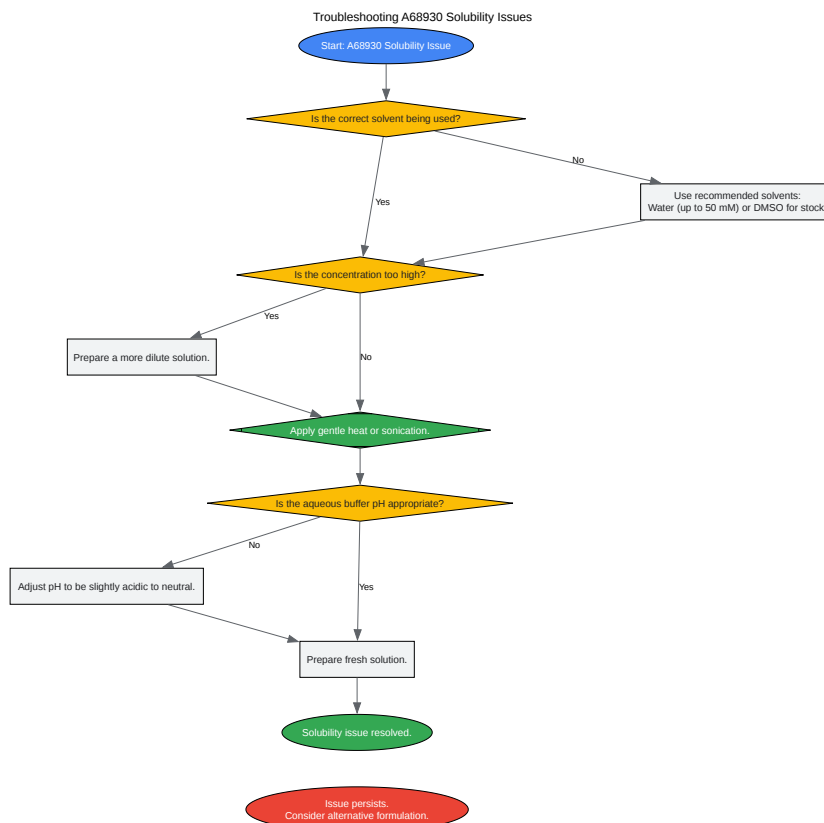 Troubleshooting A68930 Solubility Issues
Start: A68930 Solubility Issue
Is the correct solvent being used?
No
Use recommended solvents:
Water (up to 50 mM) or DMSO for stock
Yes
Is the concentration too high?
Yes
Prepare a more dilute solution.
No
Apply gentle heat or sonication.
Is the aqueous buffer pH appropriate?
No
Adjust pH to be slightly acidic to neutral.
Yes
Prepare fresh solution.
Solubility issue resolved.
Issue persists.
Consider alternative formulation.